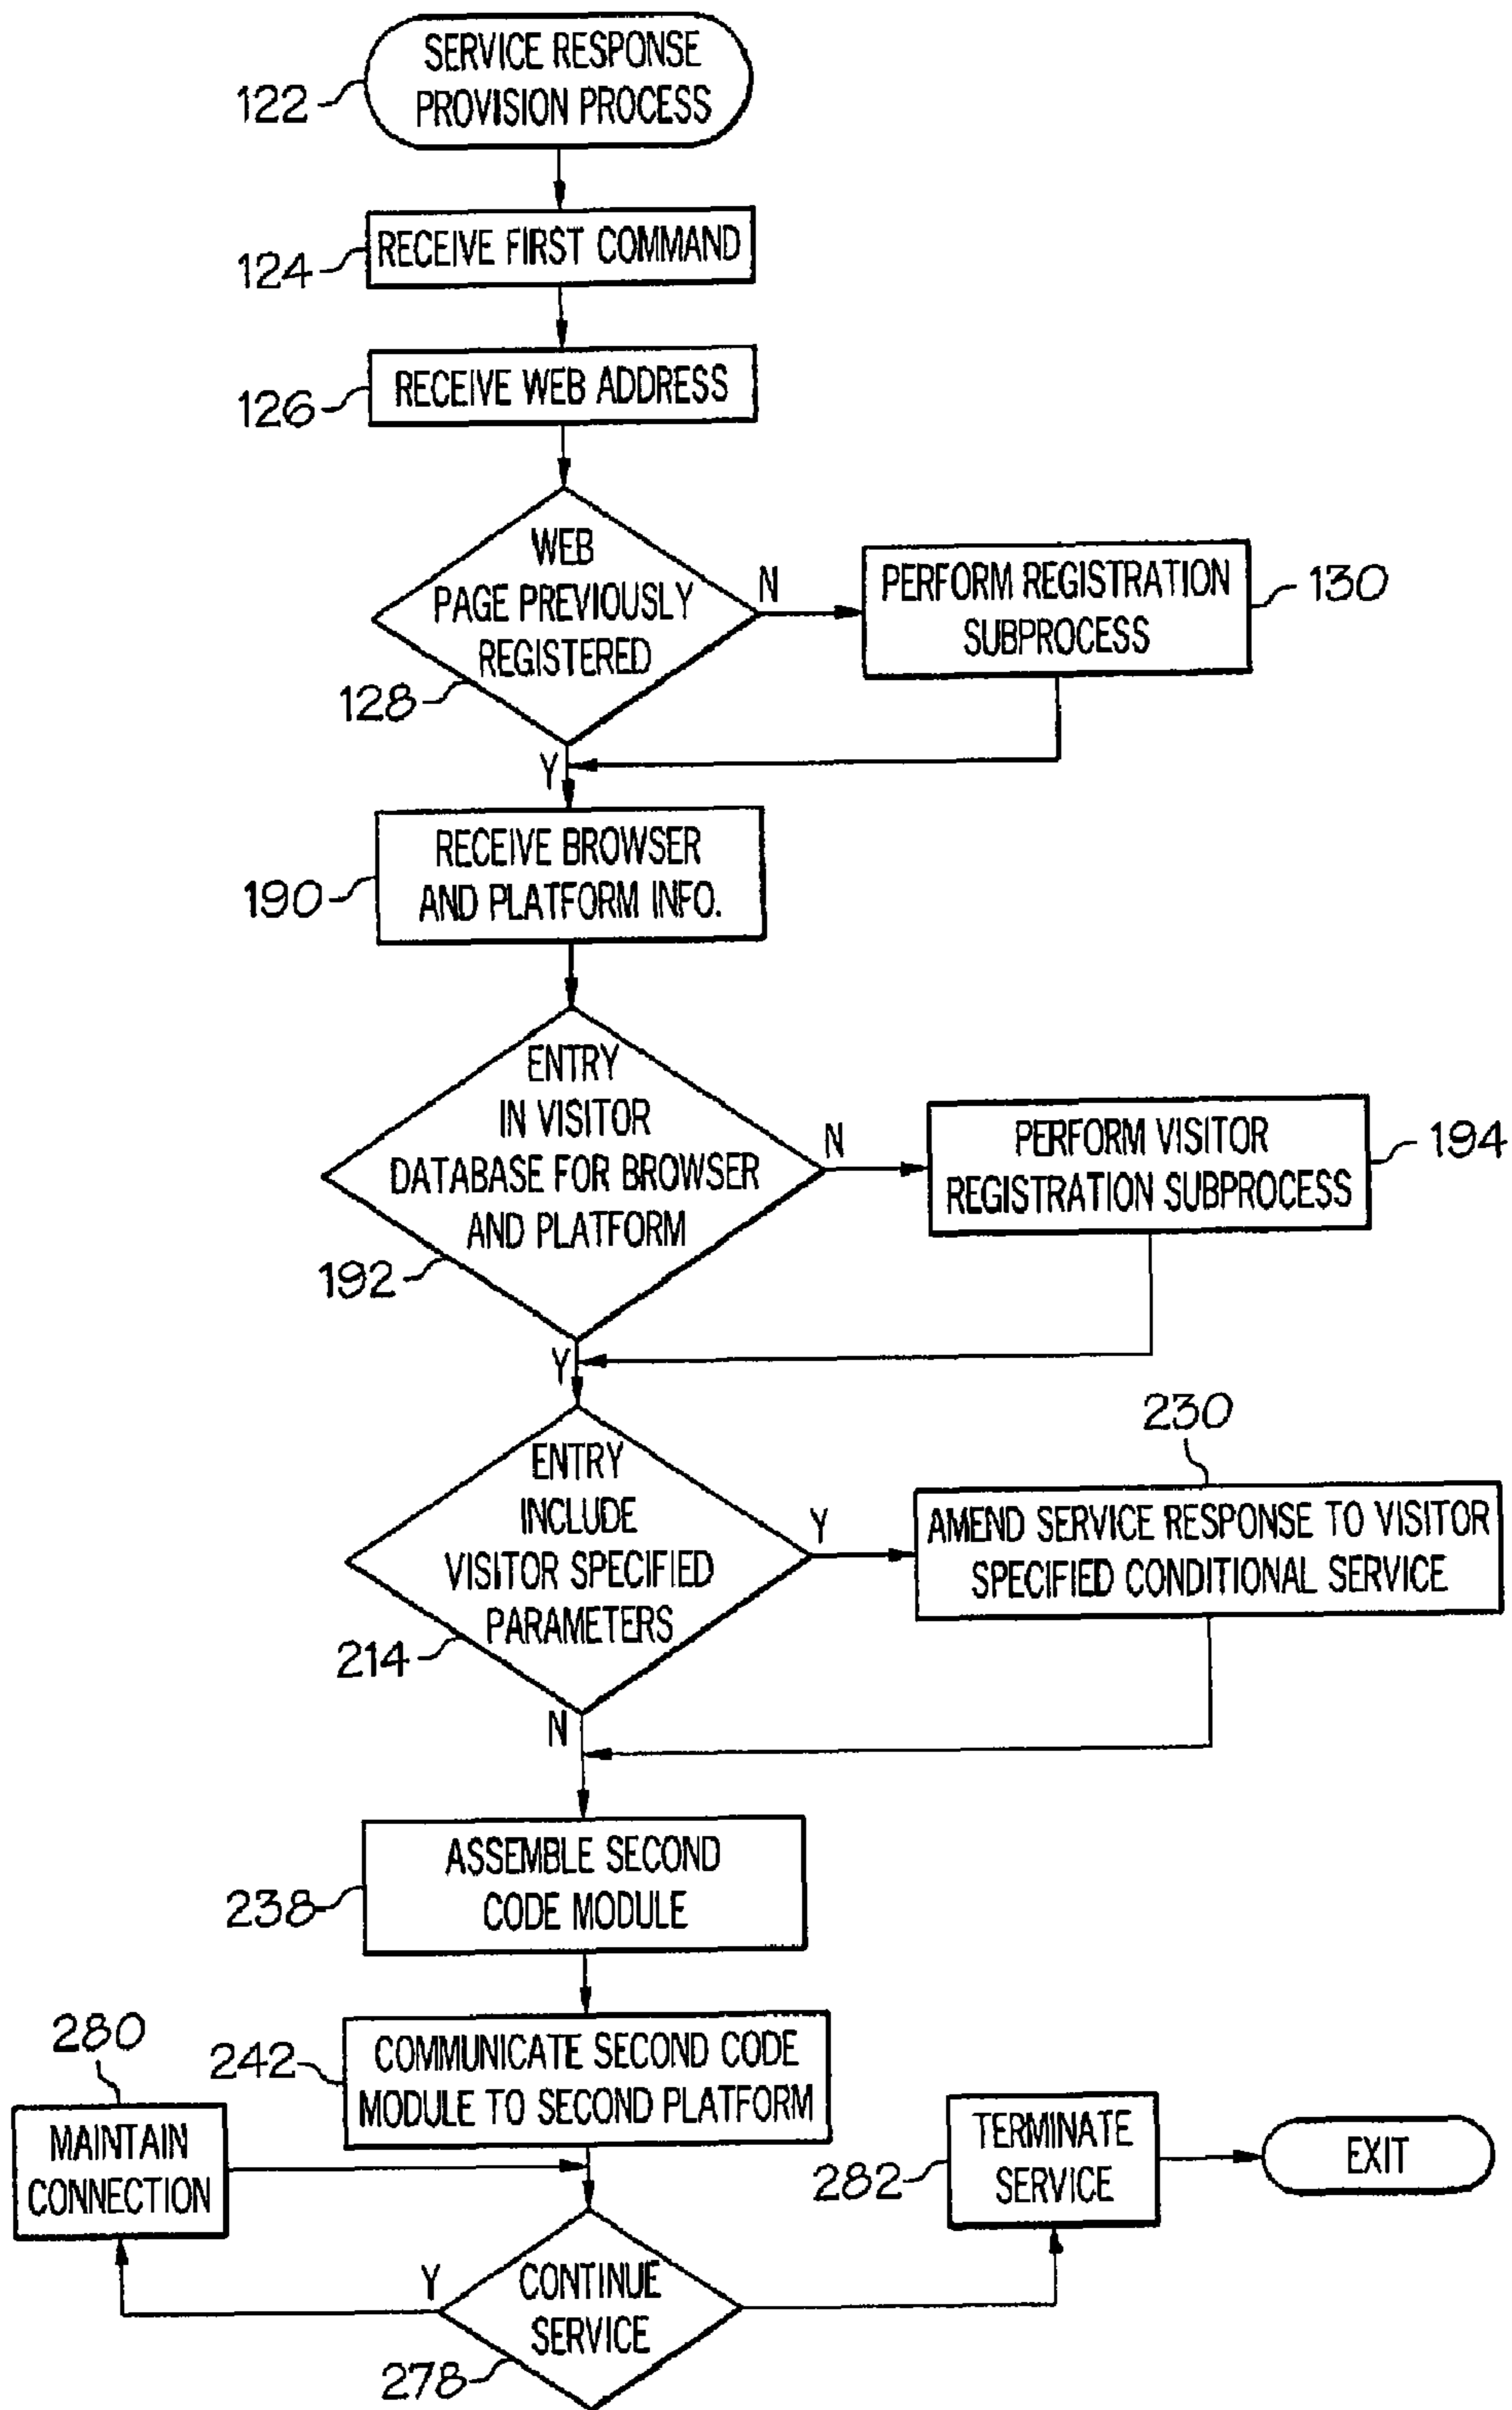 SERVICE RESPONSE
PROVISION PROCESS
122
RECEIVE FIRST COMMAND
124
RECEIVE WEB ADDRESS
126
WEB
PAGE PREVIOUSLY
REGISTERED
128
N
PERFORM REGISTRATION
SUBPROCESS
130
Y
RECEIVE BROWSER
AND PLATFORM INFO.
190
ENTRY
IN VISITOR
DATABASE FOR BROWSER
AND PLATFORM
192
N
PERFORM VISITOR
REGISTRATION SUBPROCESS
194
Y
ENTRY
INCLUDE
VISITOR SPECIFIED
PARAMETERS
214
Y
230
AMEND SERVICE RESPONSE TO VISITOR
SPECIFIED CONDITIONAL SERVICE
N
ASSEMBLE SECOND
CODE MODULE
238
COMMUNICATE SECOND CODE
MODULE TO SECOND PLATFORM
242
280
MAINTAIN
CONNECTION
Y
CONTINUE
SERVICE
278
TERMINATE
SERVICE
282
EXIT